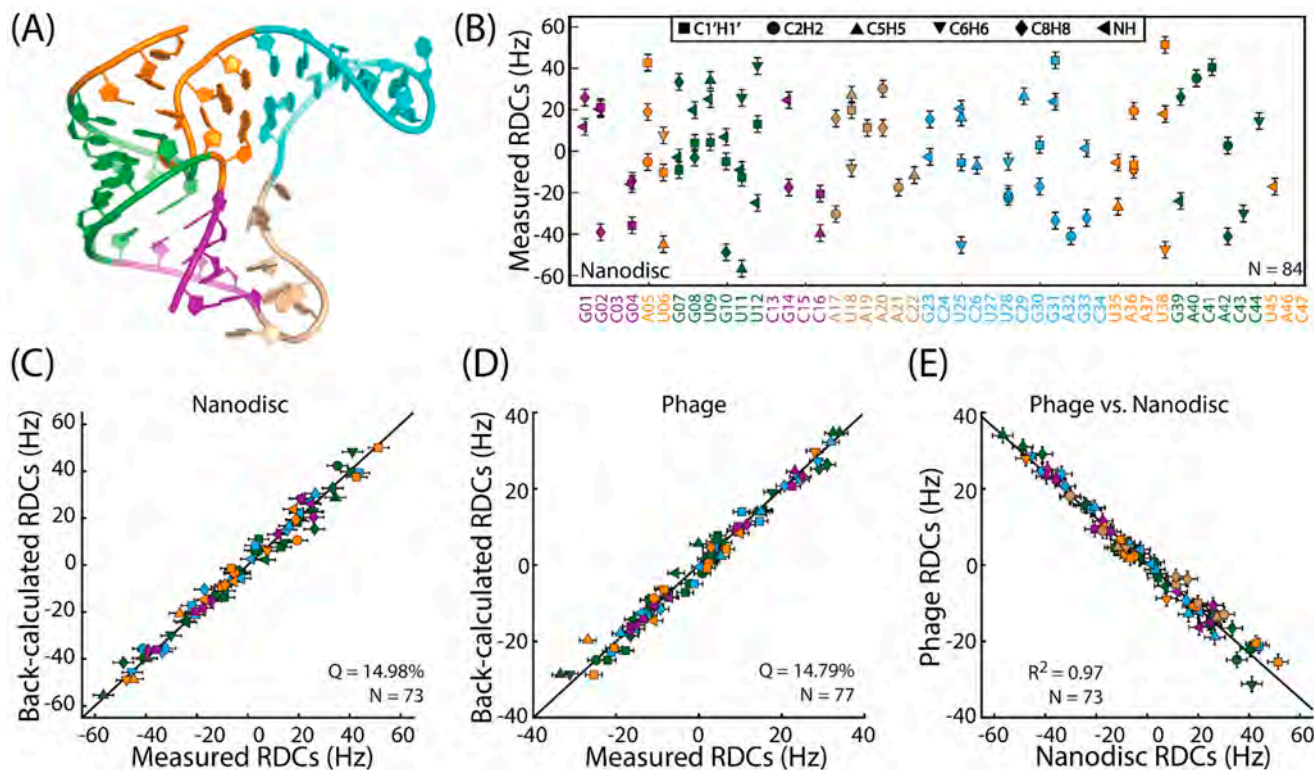 (A)
(B)
C1'H1' C2H2 C5H5 C6H6 C8H8 NH
Measured RDCs (Hz)
60
40
20
0
-20
-40
-60
Nanodisc
N = 84
G01 G02 C03 G04 A05 U06 G07 G08 U09 G10 U11 U12 C13 G14 C15 C16 A17 U18 A19 A20 A21 C22 G23 C24 U25 C26 U27 U28 C29 G30 G31 A32 G33 C34 U35 A36 A37 U38 G39 A40 C41 A42 C43 C44 U45 A46 C47
(C)
Nanodisc
Back-calculated RDCs (Hz)
60
40
20
0
-20
-40
-60
Q = 14.98%
N = 73
-60 -40 -20 0 20 40 60
Measured RDCs (Hz)
(D)
Phage
Back-calculated RDCs (Hz)
40
20
0
-20
-40
Q = 14.79%
N = 77
-40 -20 0 20 40
Measured RDCs (Hz)
(E)
Phage vs. Nanodisc
Phage RDCs (Hz)
40
20
0
-20
-40
R² = 0.97
N = 73
-60 -40 -20 0 20 40 60
Nanodisc RDCs (Hz)